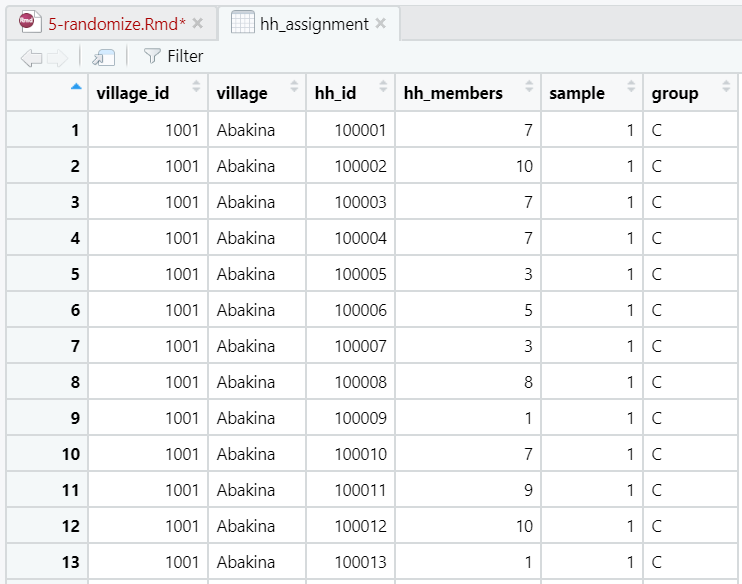 Rmd 5-randomize.Rmd* × hh_assignment ×
Filter
village_id village hh_id hh_members sample group
1 1001 Abakina 100001 7 1 C
2 1001 Abakina 100002 10 1 C
3 1001 Abakina 100003 7 1 C
4 1001 Abakina 100004 7 1 C
5 1001 Abakina 100005 3 1 C
6 1001 Abakina 100006 5 1 C
7 1001 Abakina 100007 3 1 C
8 1001 Abakina 100008 8 1 C
9 1001 Abakina 100009 1 1 C
10 1001 Abakina 100010 7 1 C
11 1001 Abakina 100011 9 1 C
12 1001 Abakina 100012 10 1 C
13 1001 Abakina 100013 1 1 C